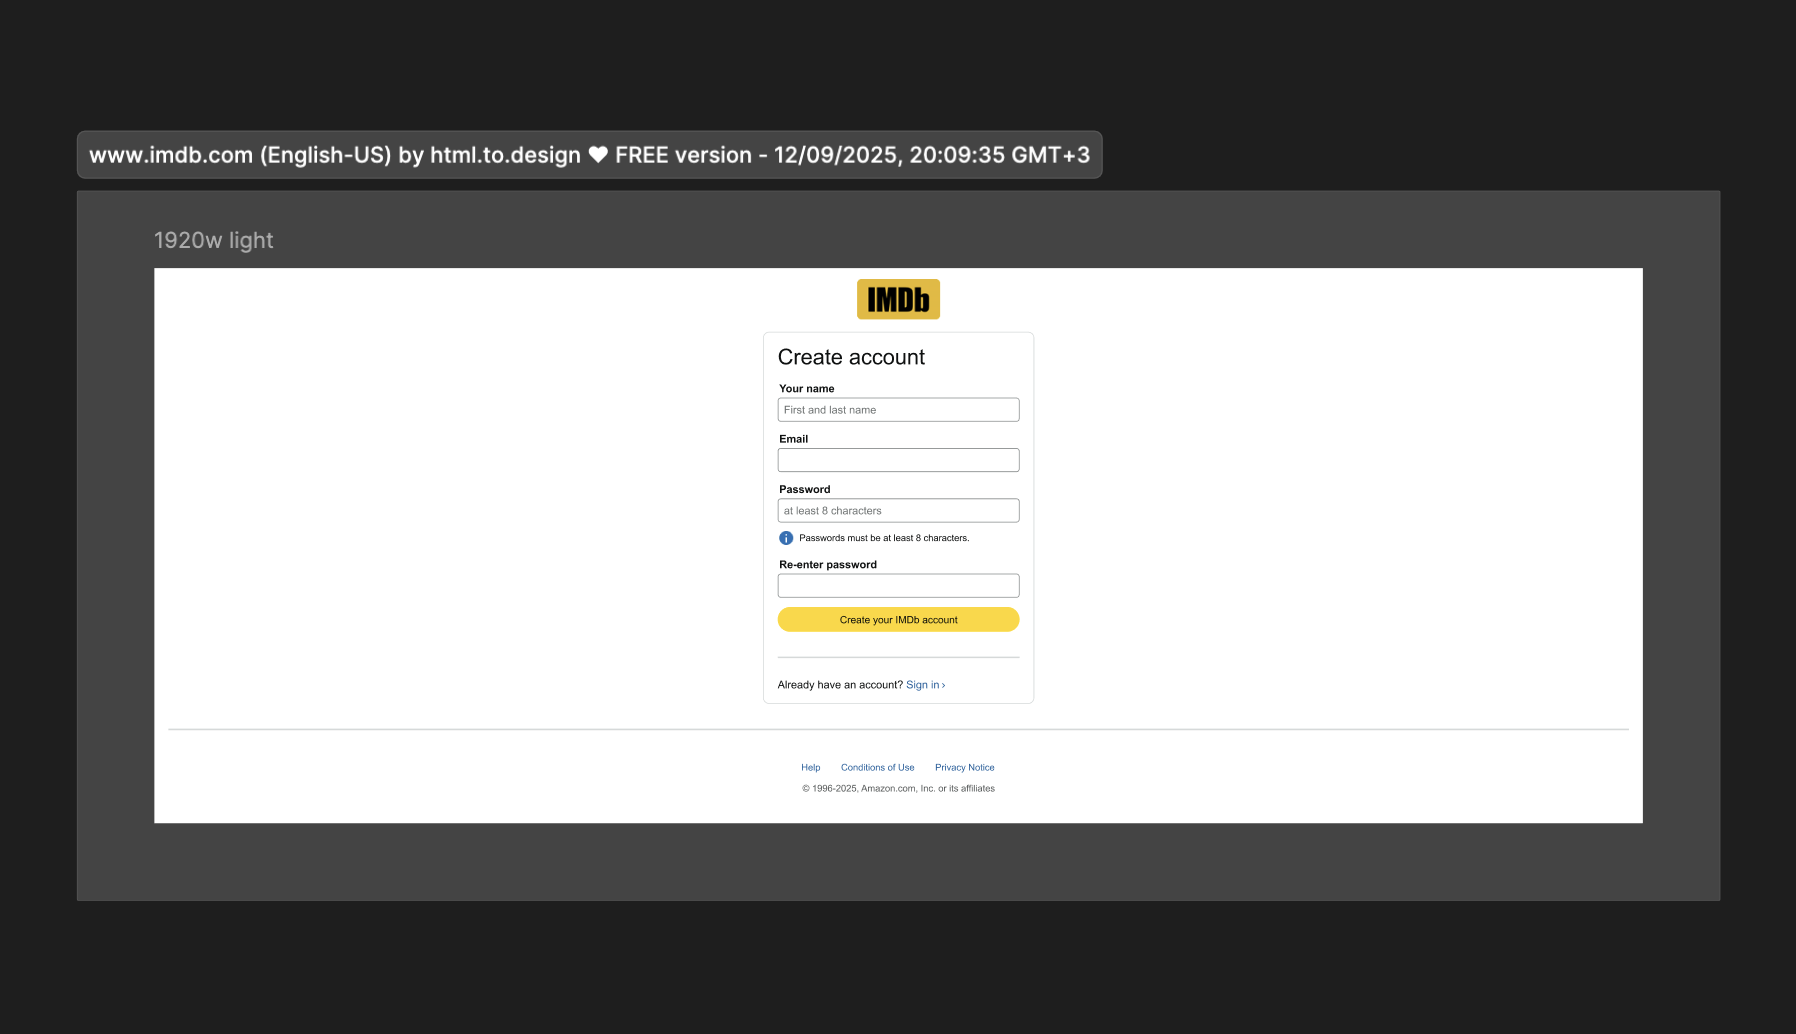 www.imdb.com (English-US) by html.to.design ♥ FREE version - 12/09/2025, 20:09:35 GMT+3
1920w light
IMDb
Create account
Your name
First and last name
Email
Password
at least 8 characters
i Passwords must be at least 8 characters.
Re-enter password
Create your IMDb account
Already have an account? Sign in ›
Help Conditions of Use Privacy Notice
© 1996-2025, Amazon.com, Inc. or its affiliates